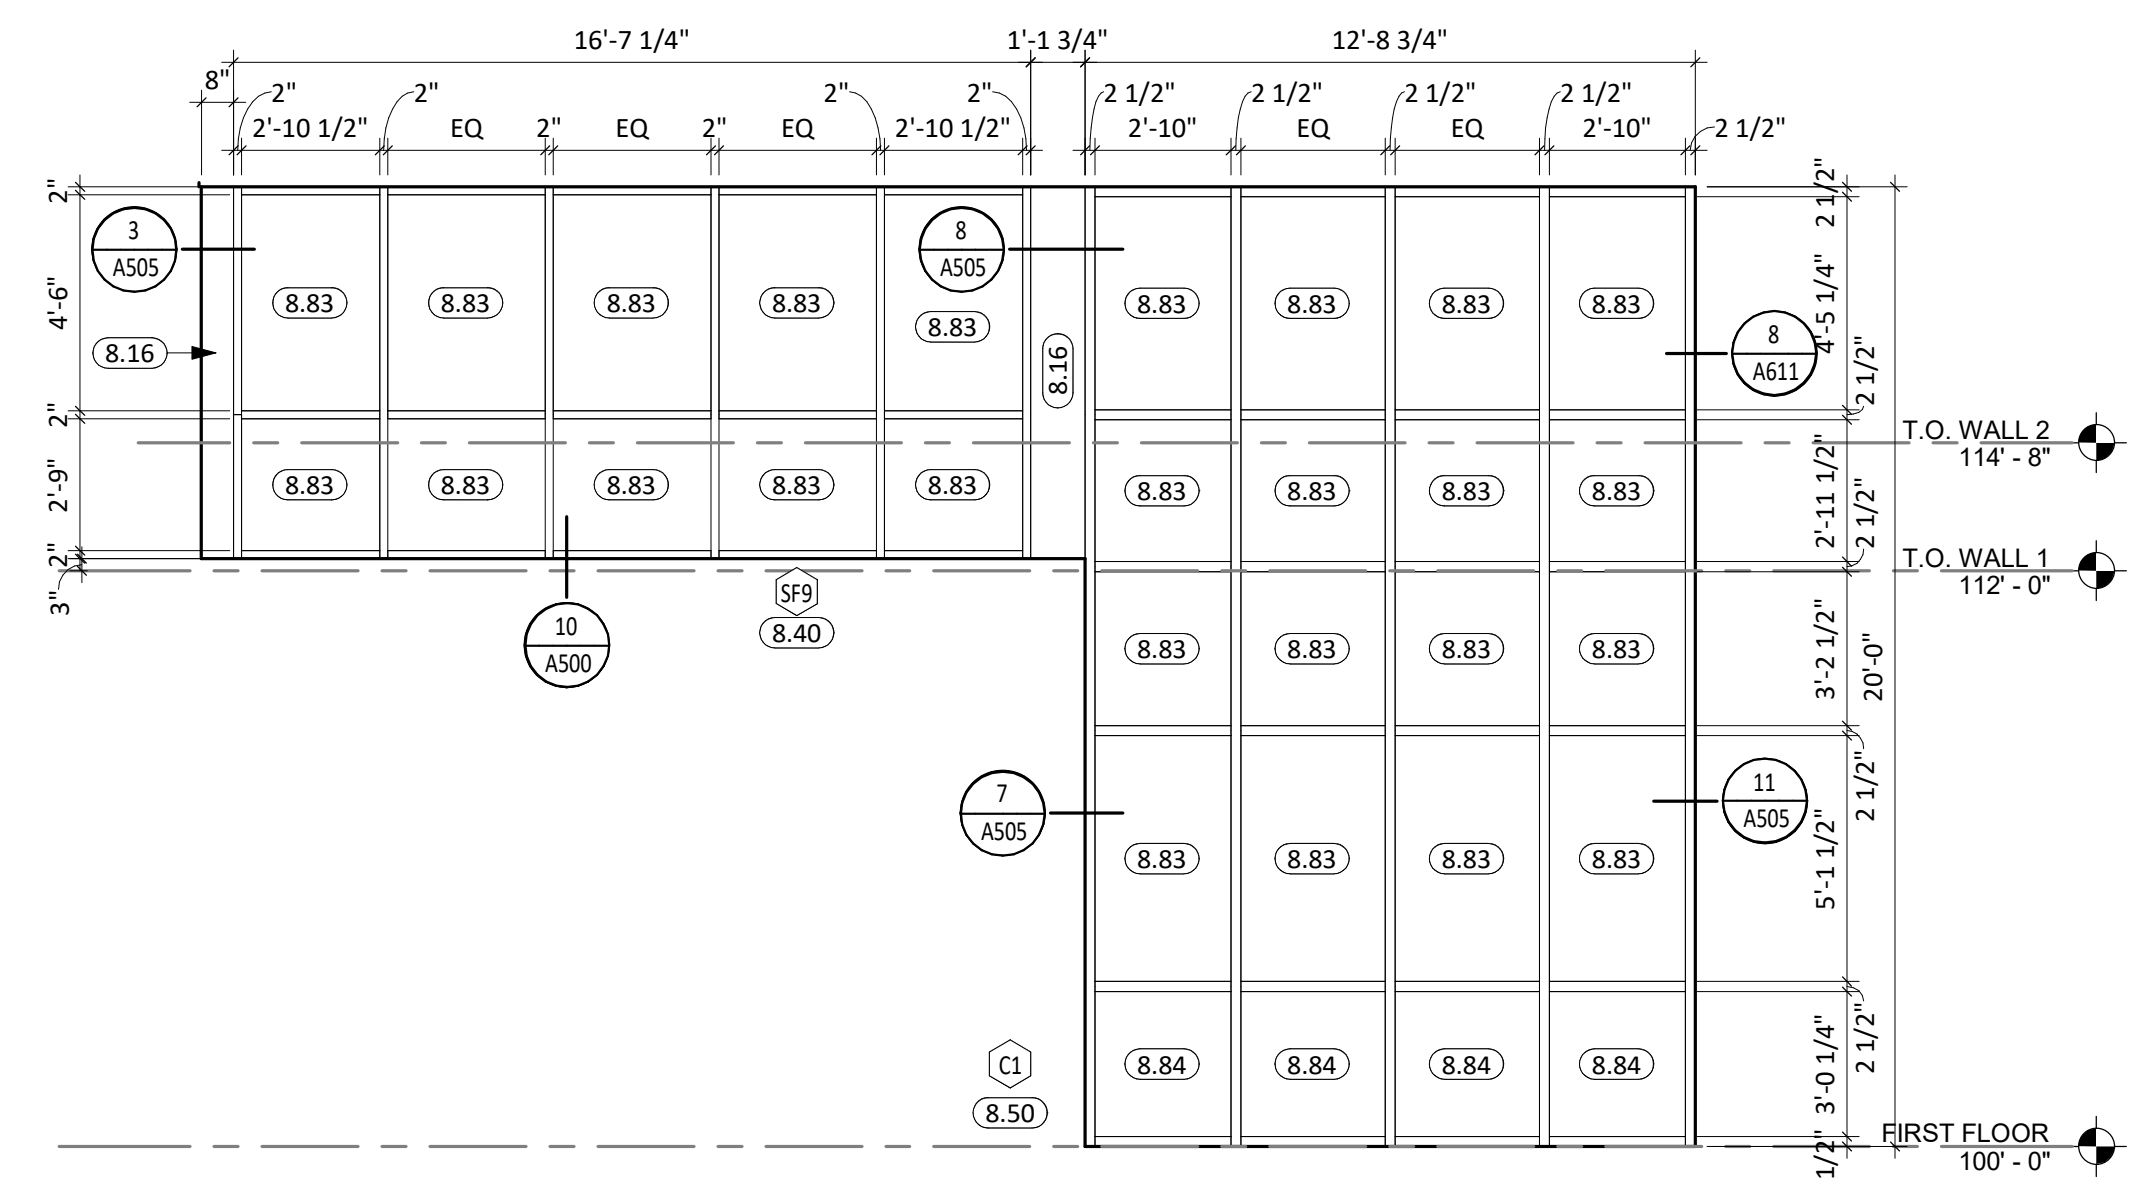 16'-7 1/4" 1'-1 3/4" 12'-8 3/4"
8" 2" 2" 2" 2" 2 1/2" 2 1/2" 2 1/2" 2 1/2"
2'-10 1/2" EQ 2" EQ 2" EQ 2'-10 1/2" 2'-10" EQ EQ 2'-10" 2 1/2"
2"
4'-6"
2"
2'-9"
2"
3"
3
A505
8.16
8
A505
8.16
8.83 8.83 8.83 8.83 8.83
8.83 8.83 8.83 8.83 8.83
10
A500
SF9
8.40
8.83 8.83 8.83 8.83
8.83 8.83 8.83 8.83
8.83 8.83 8.83 8.83
8.83 8.83 8.83 8.83
8.84 8.84 8.84 8.84
7
A505
C1
8.50
8
A611
11
A505
2 1/2"
4'-5 1/4"
2 1/2"
2'-11 1/2"
2 1/2"
3'-2 1/2"
2 1/2"
5'-1 1/2"
2 1/2"
3'-0 1/4"
1/2"
20'-0"
T.O. WALL 2
114' - 8"
T.O. WALL 1
112' - 0"
FIRST FLOOR
100' - 0"